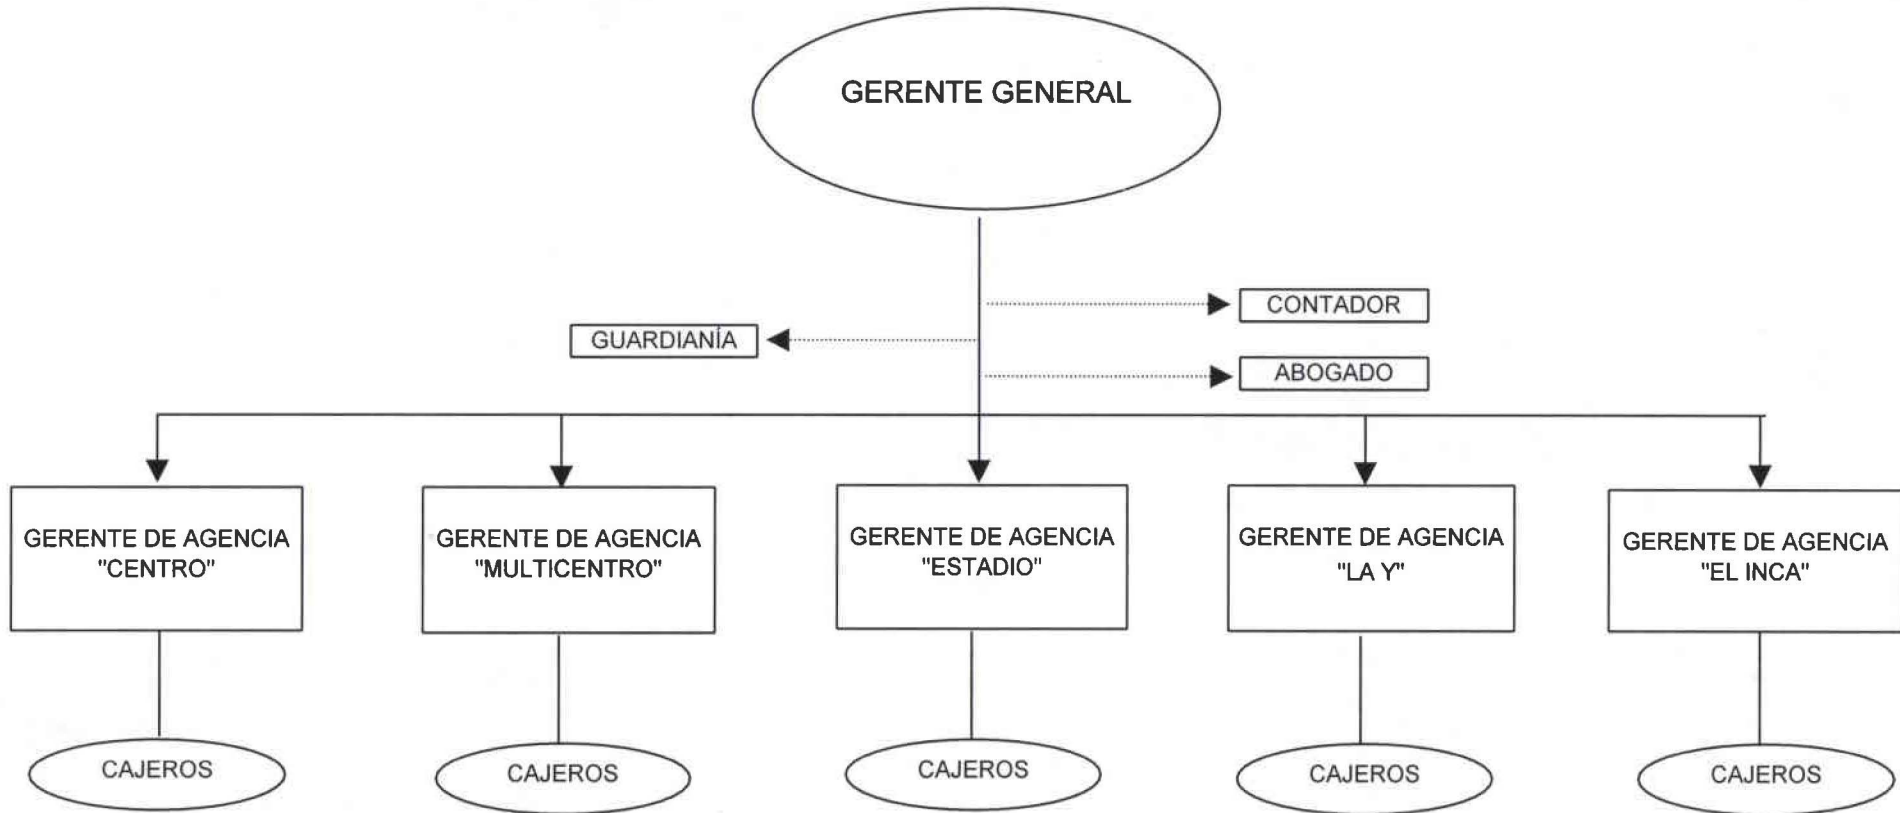 GERENTE GENERAL
CONTADOR
GUARDIANÍA
ABOGADO
GERENTE DE AGENCIA
"CENTRO"
GERENTE DE AGENCIA
"MULTICENTRO"
GERENTE DE AGENCIA
"ESTADIO"
GERENTE DE AGENCIA
"LA Y"
GERENTE DE AGENCIA
"EL INCA"
CAJEROS
CAJEROS
CAJEROS
CAJEROS
CAJEROS